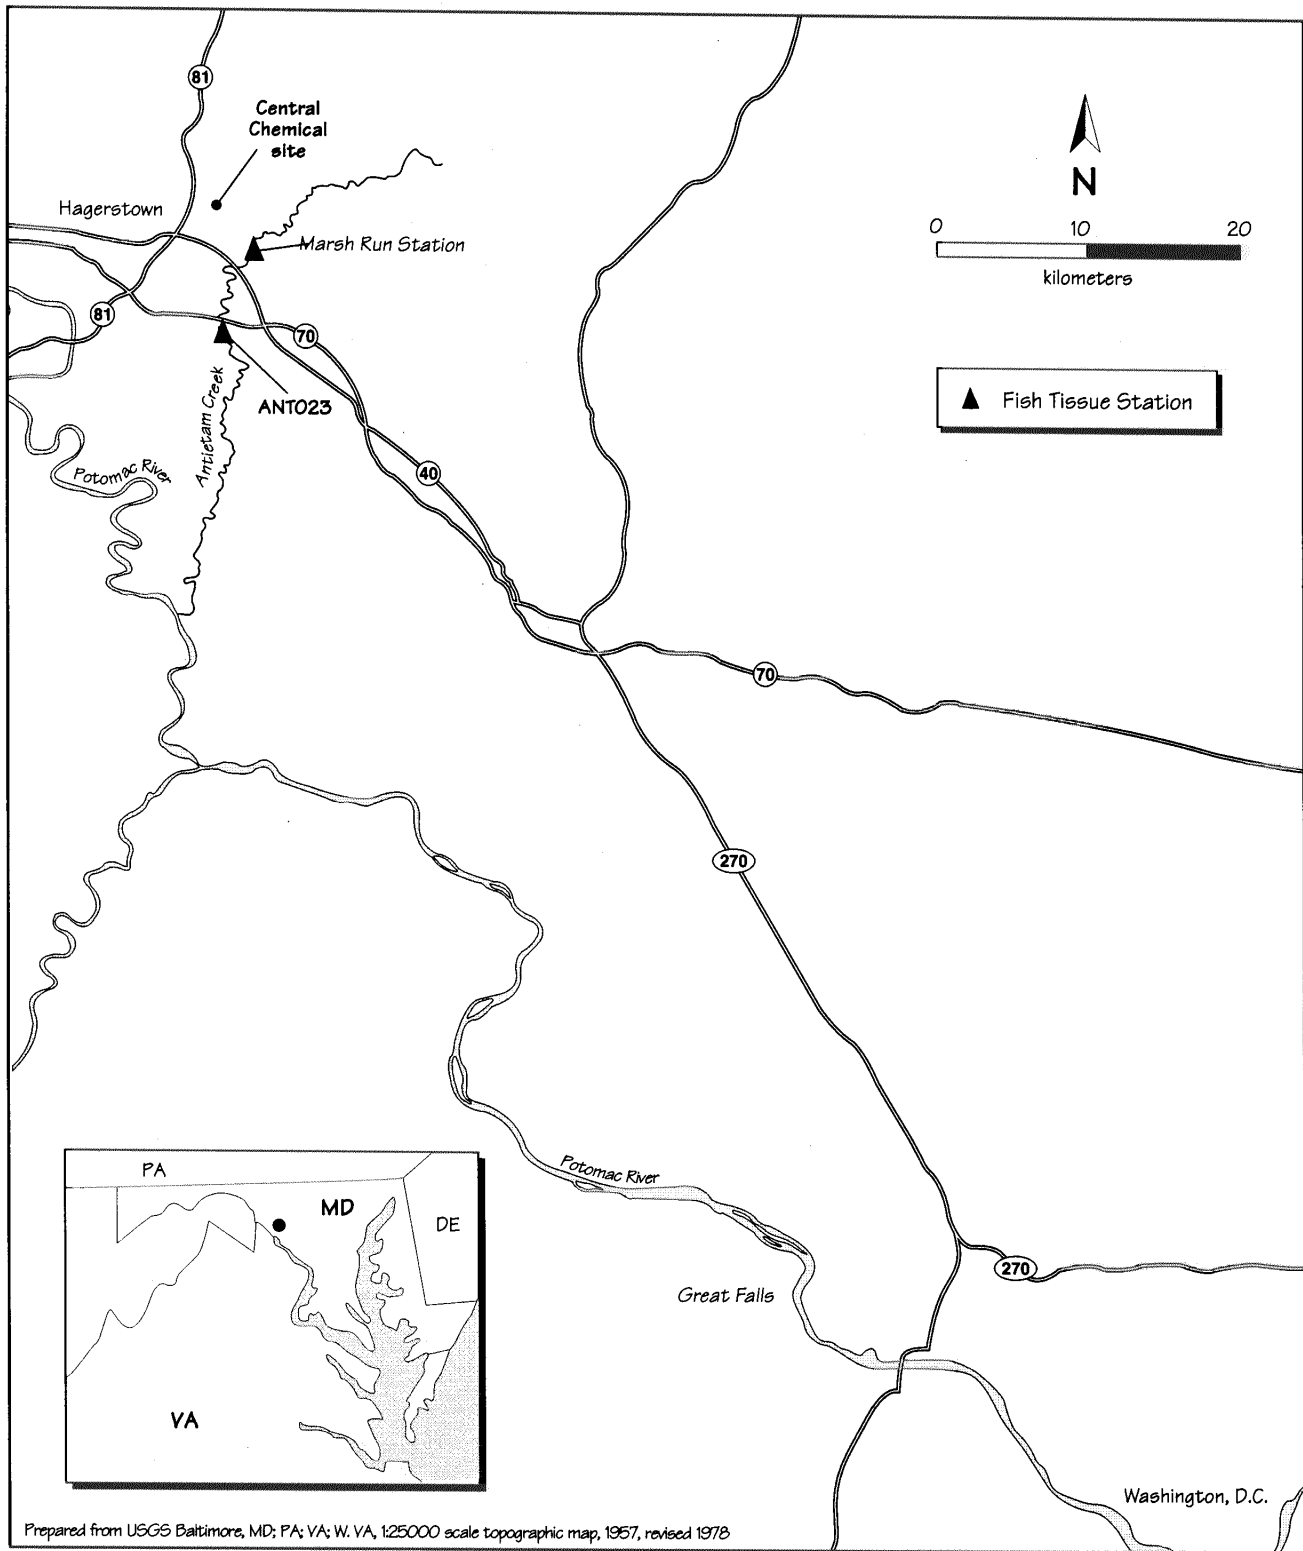 81
Central
Chemical
site
N
Hagerstown
0 10 20
kilometers
Marsh Run Station
81
70
Fish Tissue Station
ANT023
Antietam Creek
40
Potomac River
70
270
PA
MD
DE
VA
Potomac River
270
Great Falls
Washington, D.C.
Prepared from USGS Baltimore, MD; PA; VA; W. VA, 1:25000 scale topographic map, 1957, revised 1978